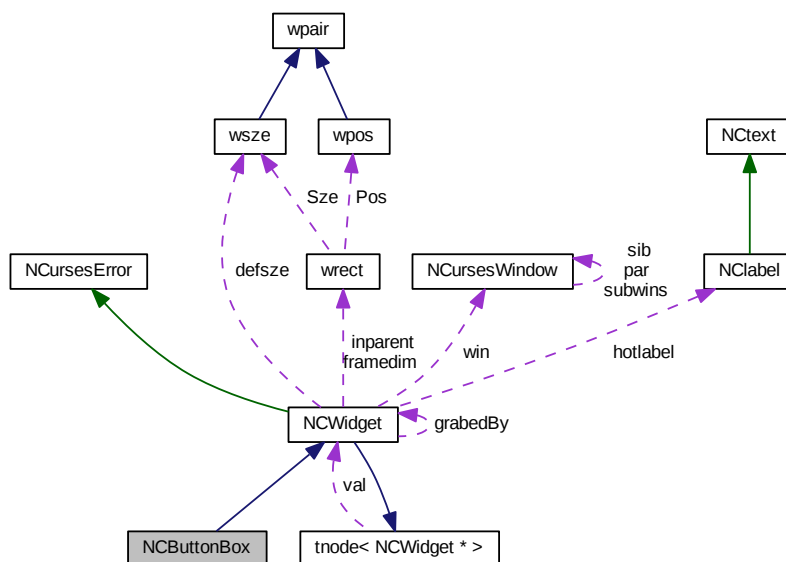 wpair
wsze
wpos
NCtext
Sze
Pos
sib
par
subwins
NCursesError
defsze
wrect
NCursesWindow
NClabel
inparent
framedim
win
hotlabel
NCWidget
grabedBy
val
NCButtonBox
tnode< NCWidget * >